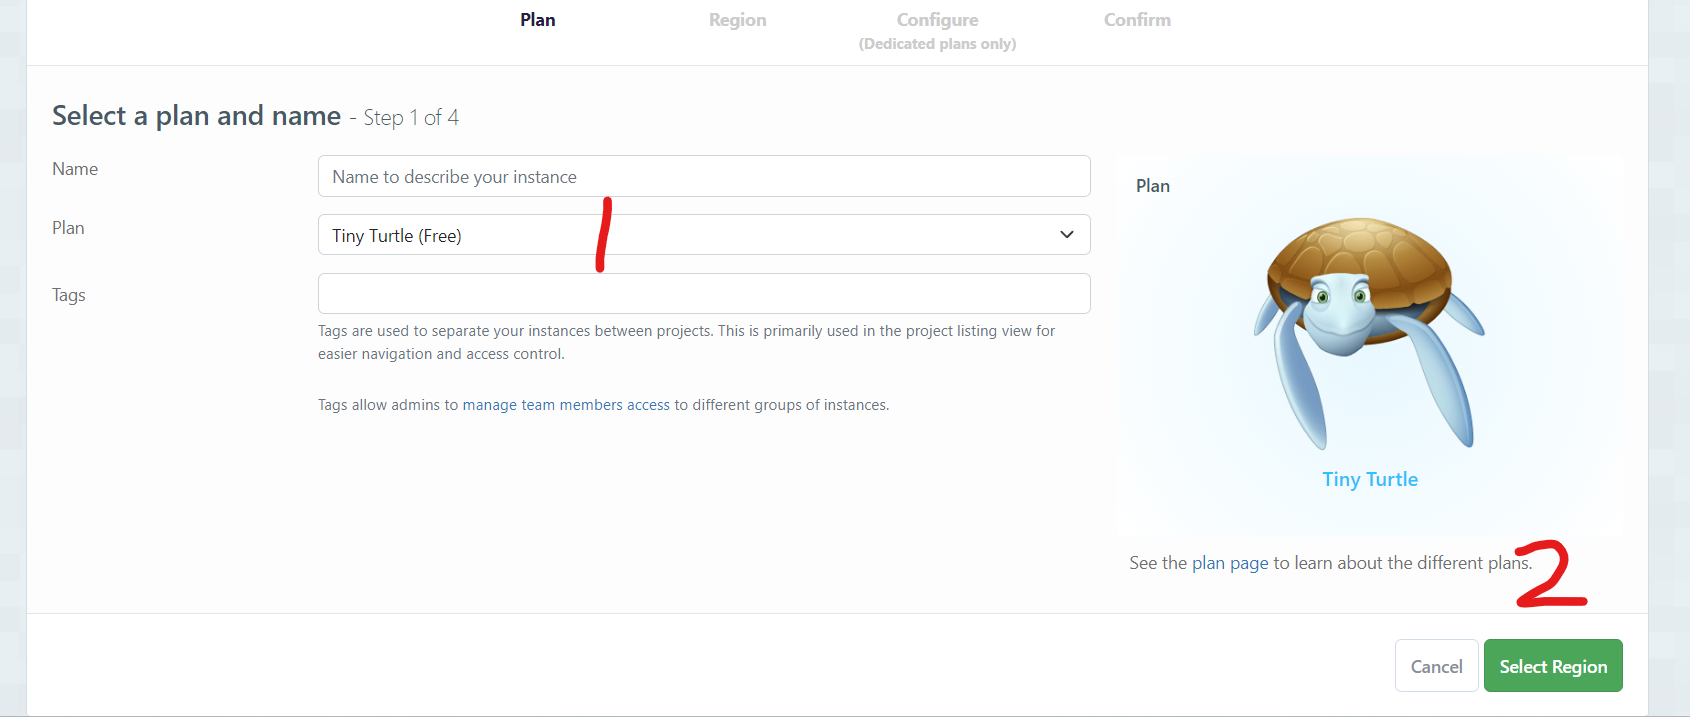 Plan Region Configure Confirm
(Dedicated plans only)
Select a plan and name - Step 1 of 4
Name
Name to describe your instance
Plan
Plan
Tiny Turtle (Free)
1
Tags
Tags are used to separate your instances between projects. This is primarily used in the project listing view for
easier navigation and access control.
Tags allow admins to manage team members access to different groups of instances.
Tiny Turtle
See the plan page to learn about the different plans.
2
Cancel Select Region